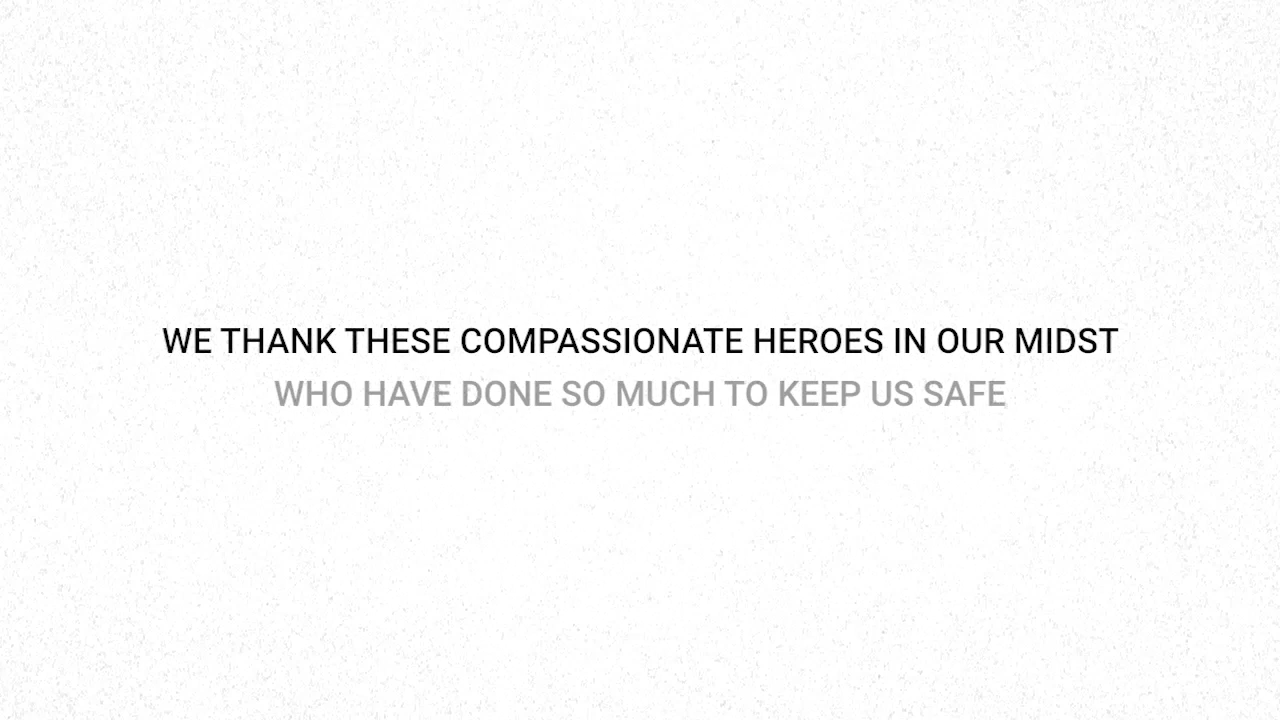 WE THANK THESE COMPASSIONATE HEROES IN OUR MIDST
WHO HAVE DONE SO MUCH TO KEEP US SAFE